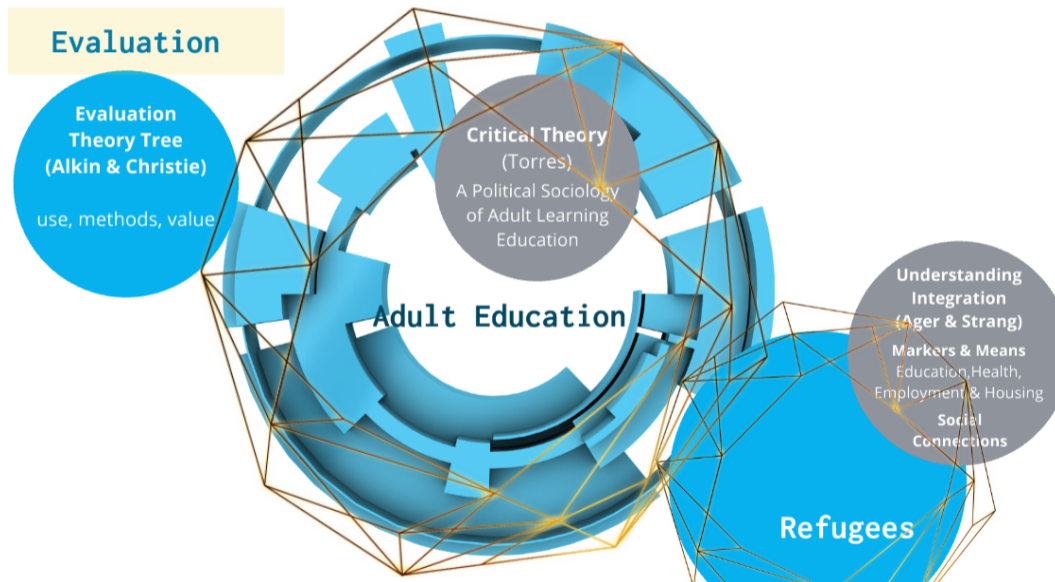 Evaluation
Evaluation
Theory Tree
(Alkin & Christie)
use, methods, value
Critical Theory
(Torres)
A Political Sociology
of Adult Learning
Education
Adult Education
Understanding
Integration
(Ager & Strang)
Markers & Means
Education,Health,
Employment & Housing
Social
Connections
Refugees